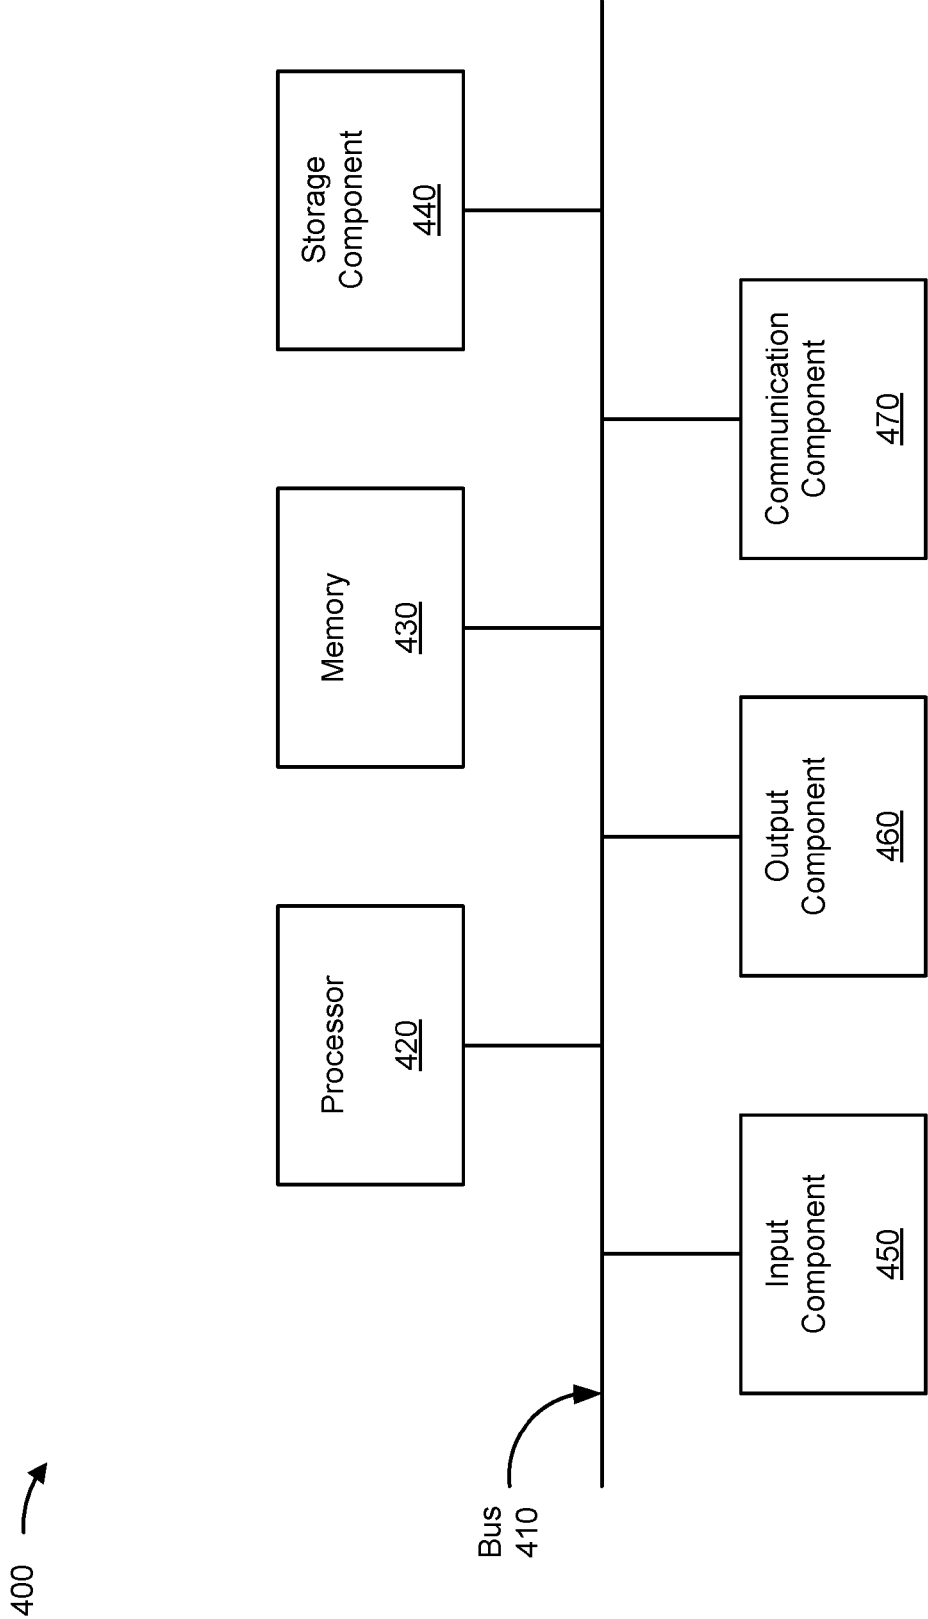 400
Processor
420
Memory
430
Storage
Component
440
Bus
410
Input
Component
450
Output
Component
460
Communication
Component
470